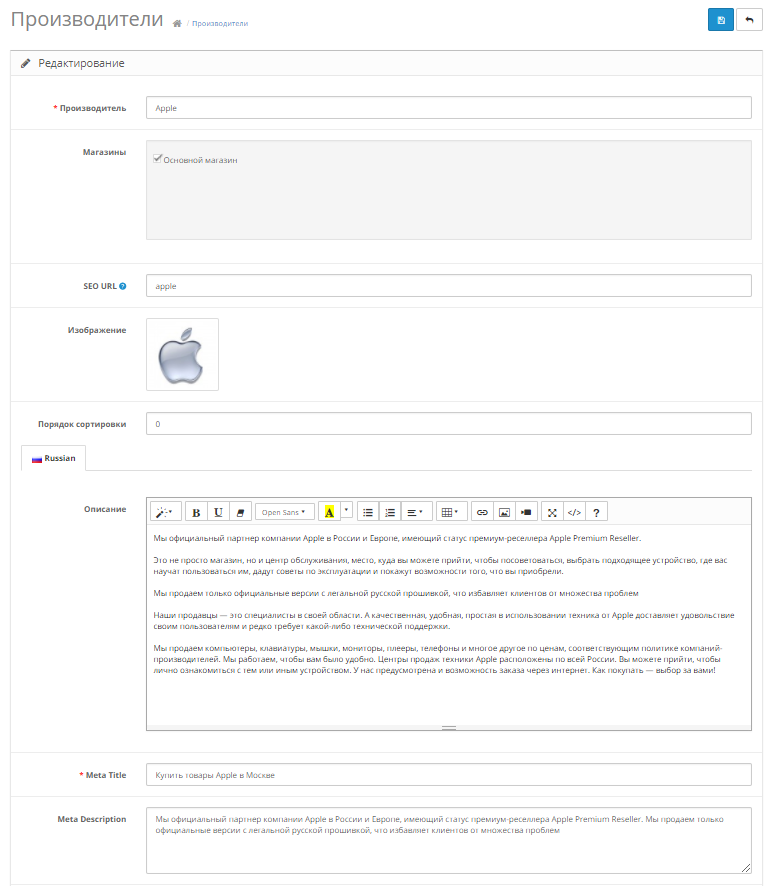 Производители / Производители
Редактирование
* Производитель Apple
Магазины
Основной магазин
SEO URL ? apple
Изображение
Порядок сортировки 0
Russian
Описание
B U Open Sans A </> ?
Мы официальный партнер компании Apple в России и Европе, имеющий статус премиум-реселлера Apple Premium Reseller.
Это не просто магазин, но и центр обслуживания, место, куда вы можете прийти, чтобы посоветоваться, выбрать подходящее устройство, где вас
научат пользоваться им, дадут советы по эксплуатации и покажут возможности того, что вы приобрели.
Мы продаем только официальные версии с легальной русской прошивкой, что избавляет клиентов от множества проблем
Наши продавцы — это специалисты в своей области. А качественная, удобная, простая в использовании техника от Apple доставляет удовольствие
своим пользователям и редко требует какой-либо технической поддержки.
Мы продаем компьютеры, клавиатуры, мышки, мониторы, плееры, телефоны и многое другое по ценам, соответствующим политике компаний-
производителей. Мы работаем, чтобы вам было удобно. Центры продаж техники Apple расположены по всей России. Вы можете прийти, чтобы
лично ознакомиться с тем или иным устройством. У нас предусмотрена и возможность заказа через интернет. Как покупать — выбор за вами!
* Meta Title Купить товары Apple в Москве
Meta Description
Мы официальный партнер компании Apple в России и Европе, имеющий статус премиум-реселлера Apple Premium Reseller. Мы продаем только
официальные версии с легальной русской прошивкой, что избавляет клиентов от множества проблем